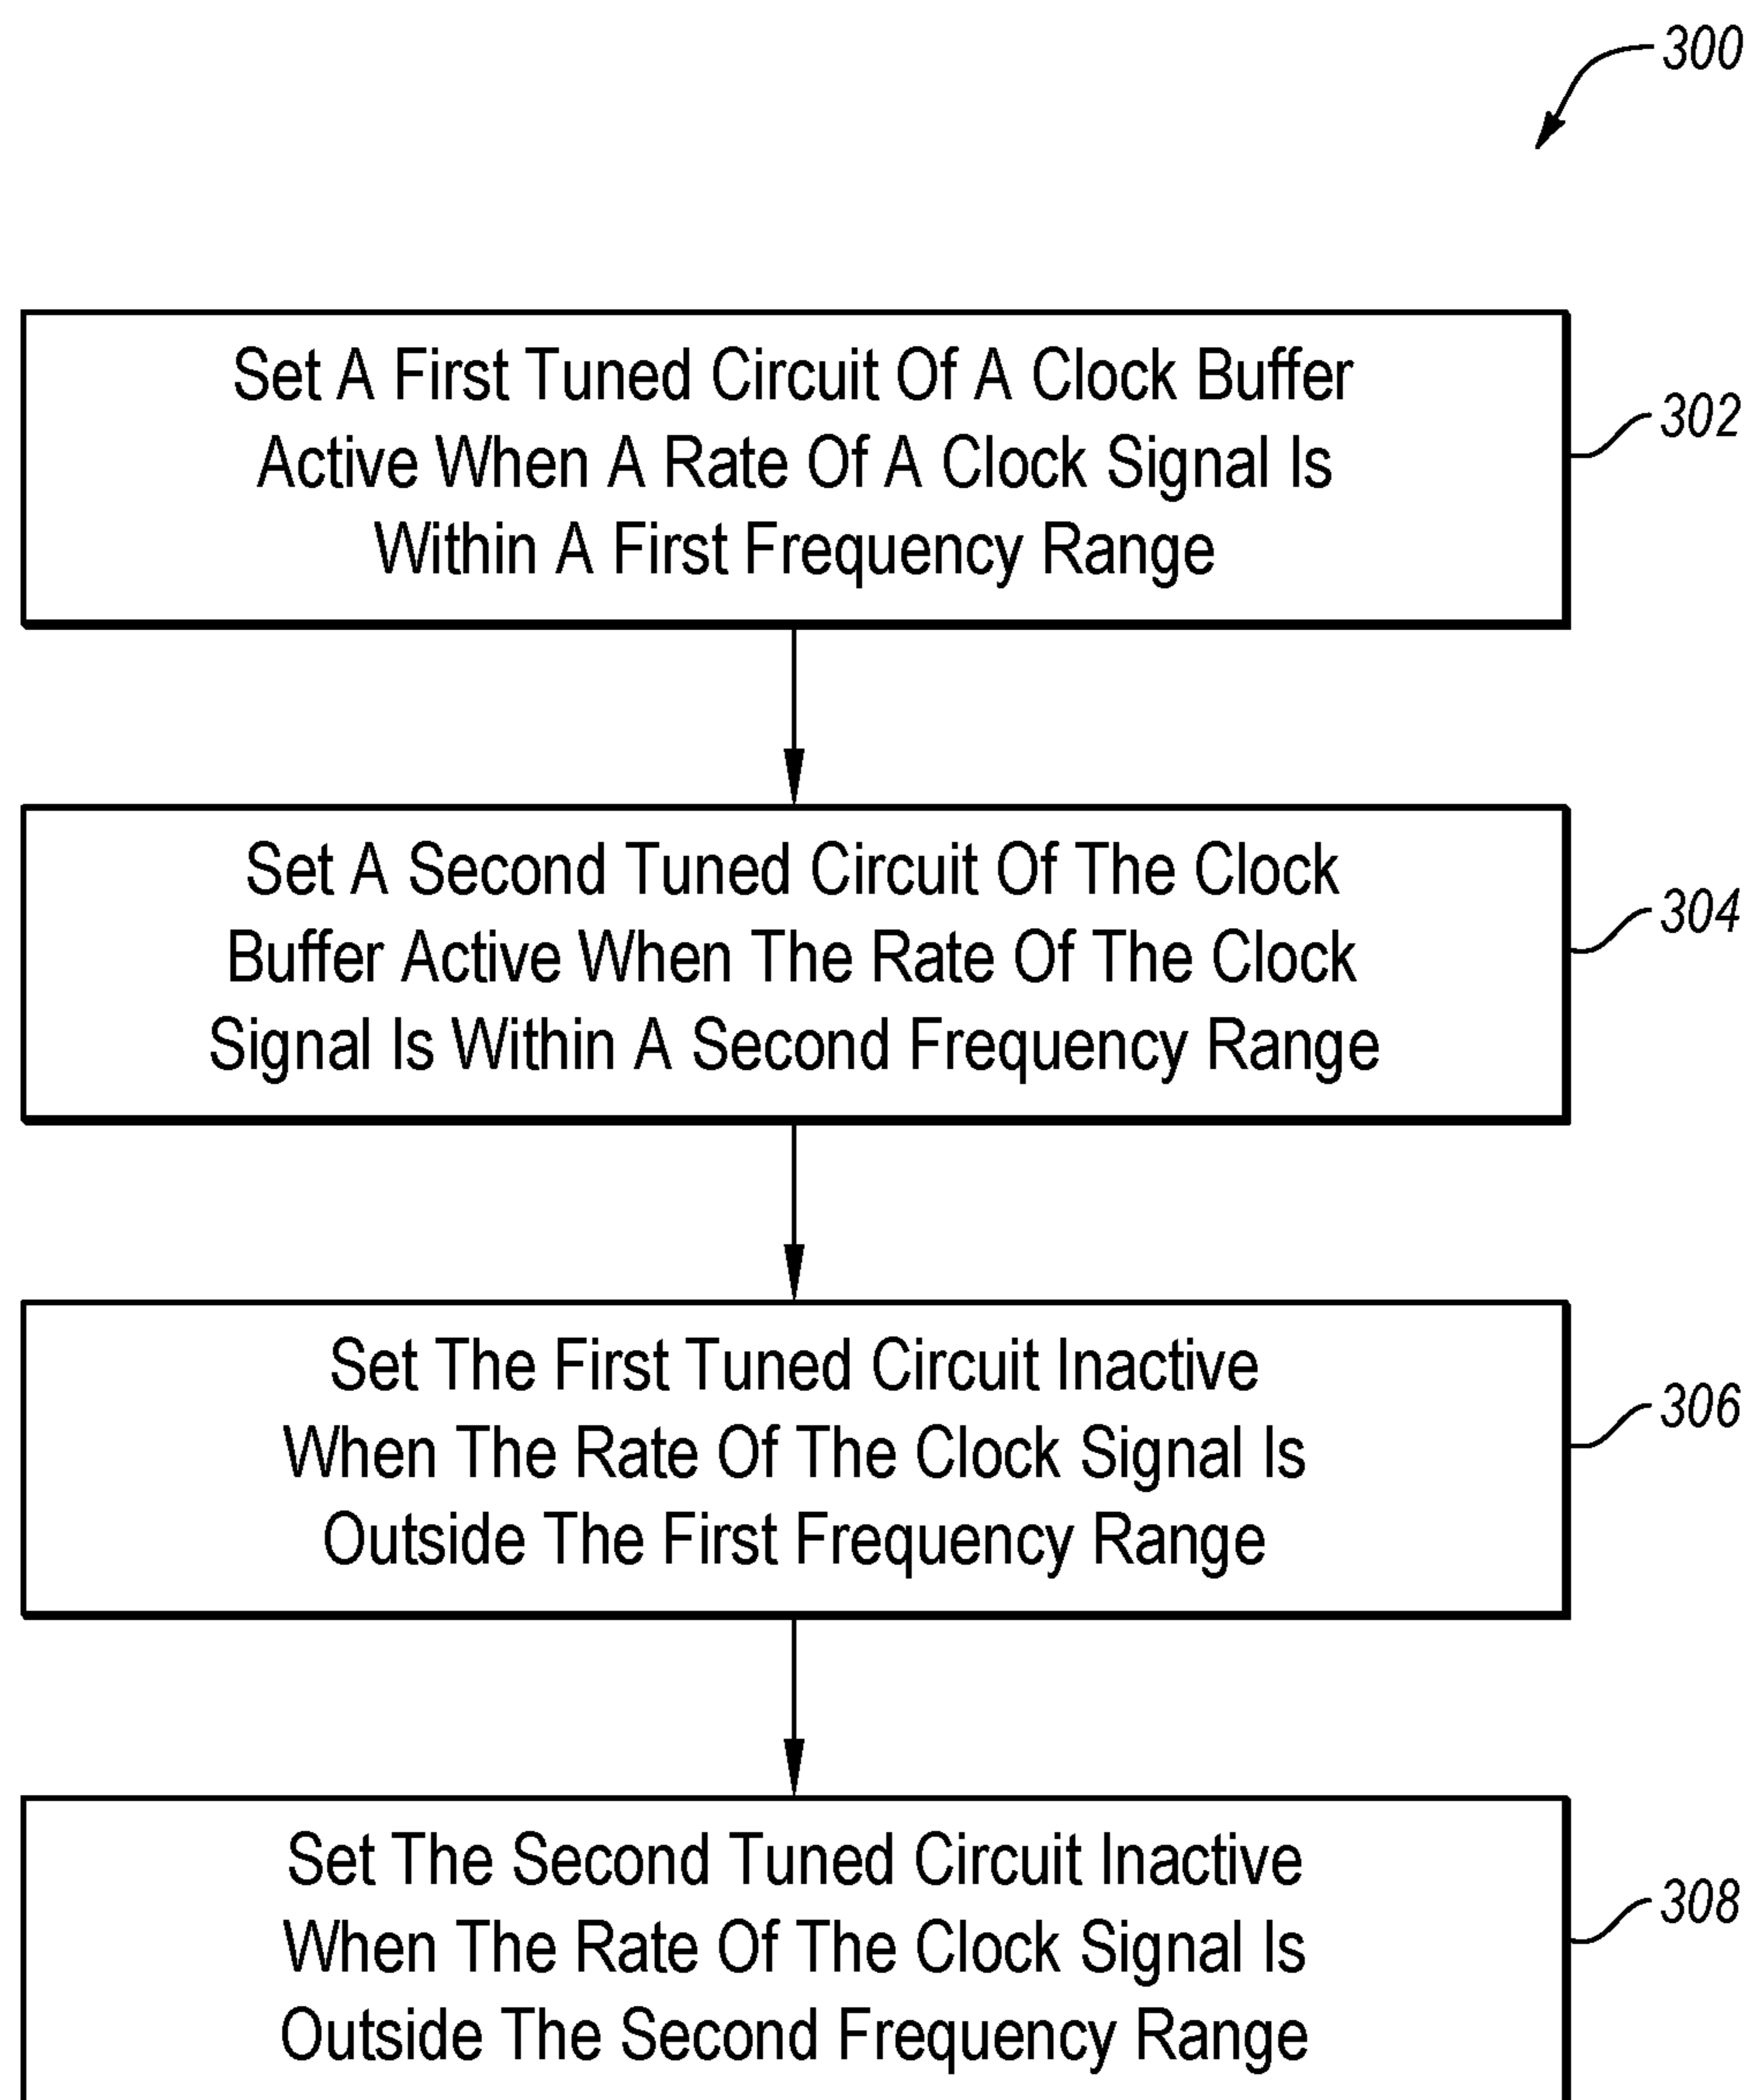 300
Set A First Tuned Circuit Of A Clock Buffer
Active When A Rate Of A Clock Signal Is
Within A First Frequency Range
302
Set A Second Tuned Circuit Of The Clock
Buffer Active When The Rate Of The Clock
Signal Is Within A Second Frequency Range
304
Set The First Tuned Circuit Inactive
When The Rate Of The Clock Signal Is
Outside The First Frequency Range
306
Set The Second Tuned Circuit Inactive
When The Rate Of The Clock Signal Is
Outside The Second Frequency Range
308